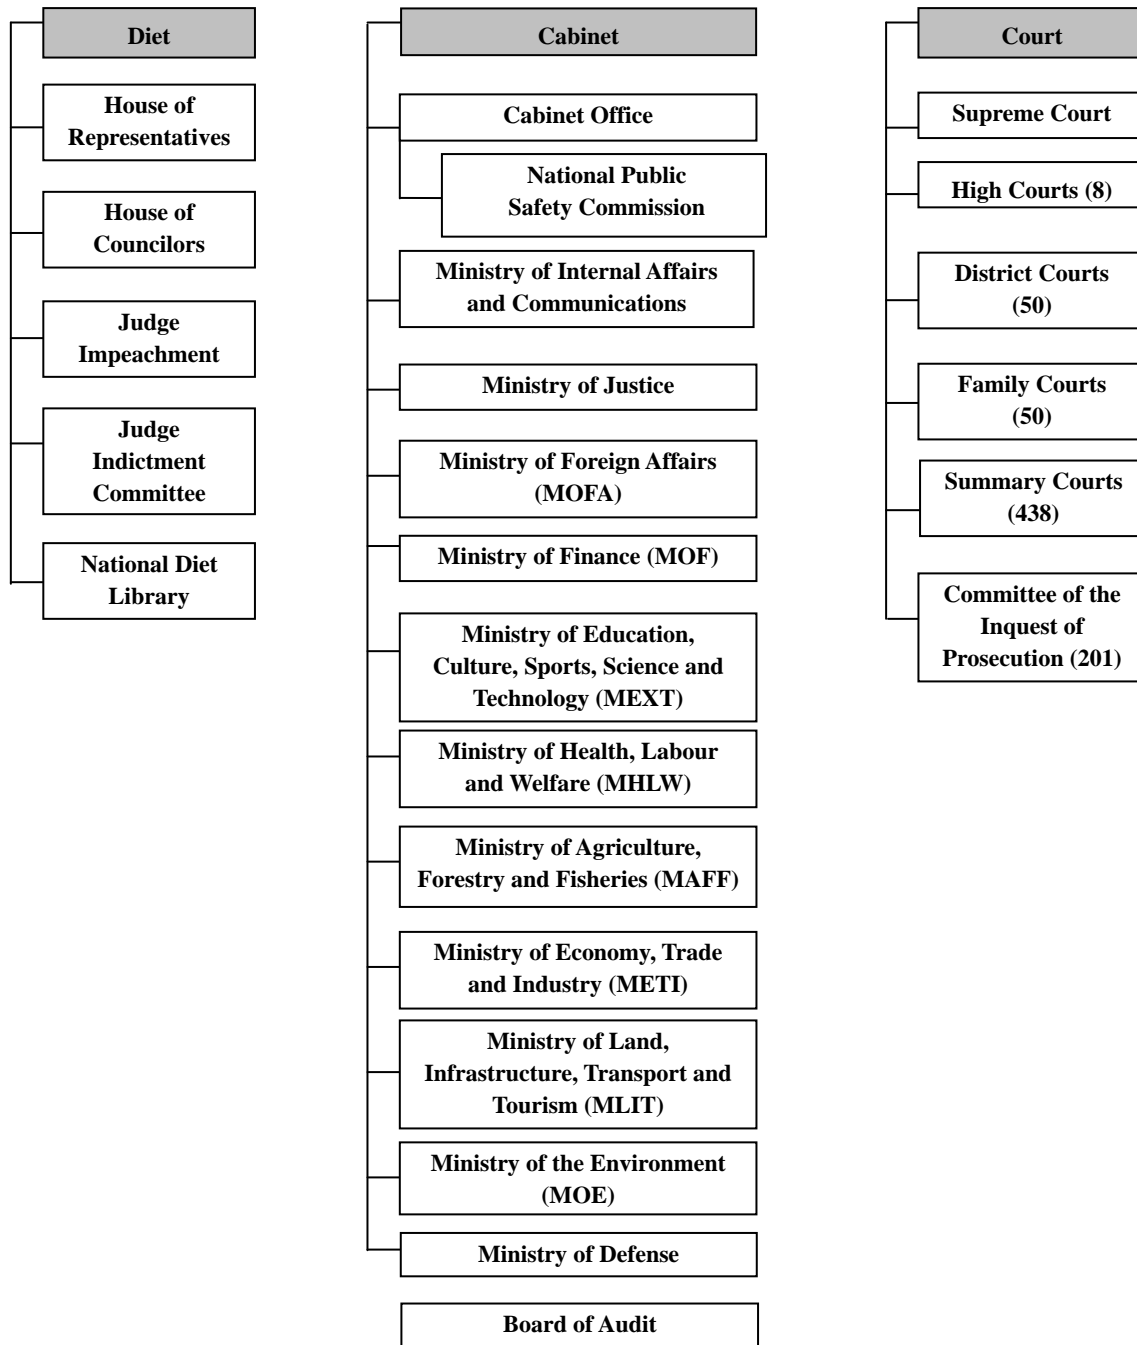 Diet
House of
Representatives
House of
Councilors
Judge
Impeachment
Judge
Indictment
Committee
National Diet
Library
Cabinet
Cabinet Office
National Public
Safety Commission
Ministry of Internal Affairs
and Communications
Ministry of Justice
Ministry of Foreign Affairs
(MOFA)
Ministry of Finance (MOF)
Ministry of Education,
Culture, Sports, Science and
Technology (MEXT)
Ministry of Health, Labour
and Welfare (MHLW)
Ministry of Agriculture,
Forestry and Fisheries (MAFF)
Ministry of Economy, Trade
and Industry (METI)
Ministry of Land,
Infrastructure, Transport and
Tourism (MLIT)
Ministry of the Environment
(MOE)
Ministry of Defense
Board of Audit
Court
Supreme Court
High Courts (8)
District Courts
(50)
Family Courts
(50)
Summary Courts
(438)
Committee of the
Inquest of
Prosecution (201)